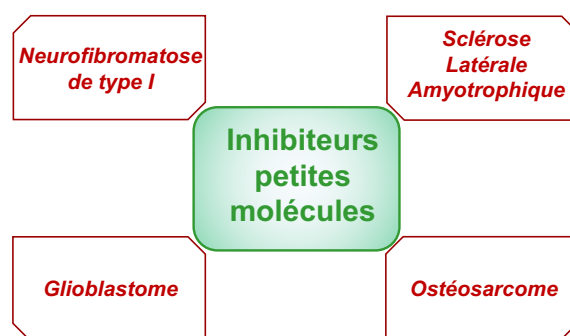 Neurofibromatose
de type I
Sclérose
Latérale
Amyotrophique
Inhibiteurs
petites
molécules
Glioblastome
Ostéosarcome